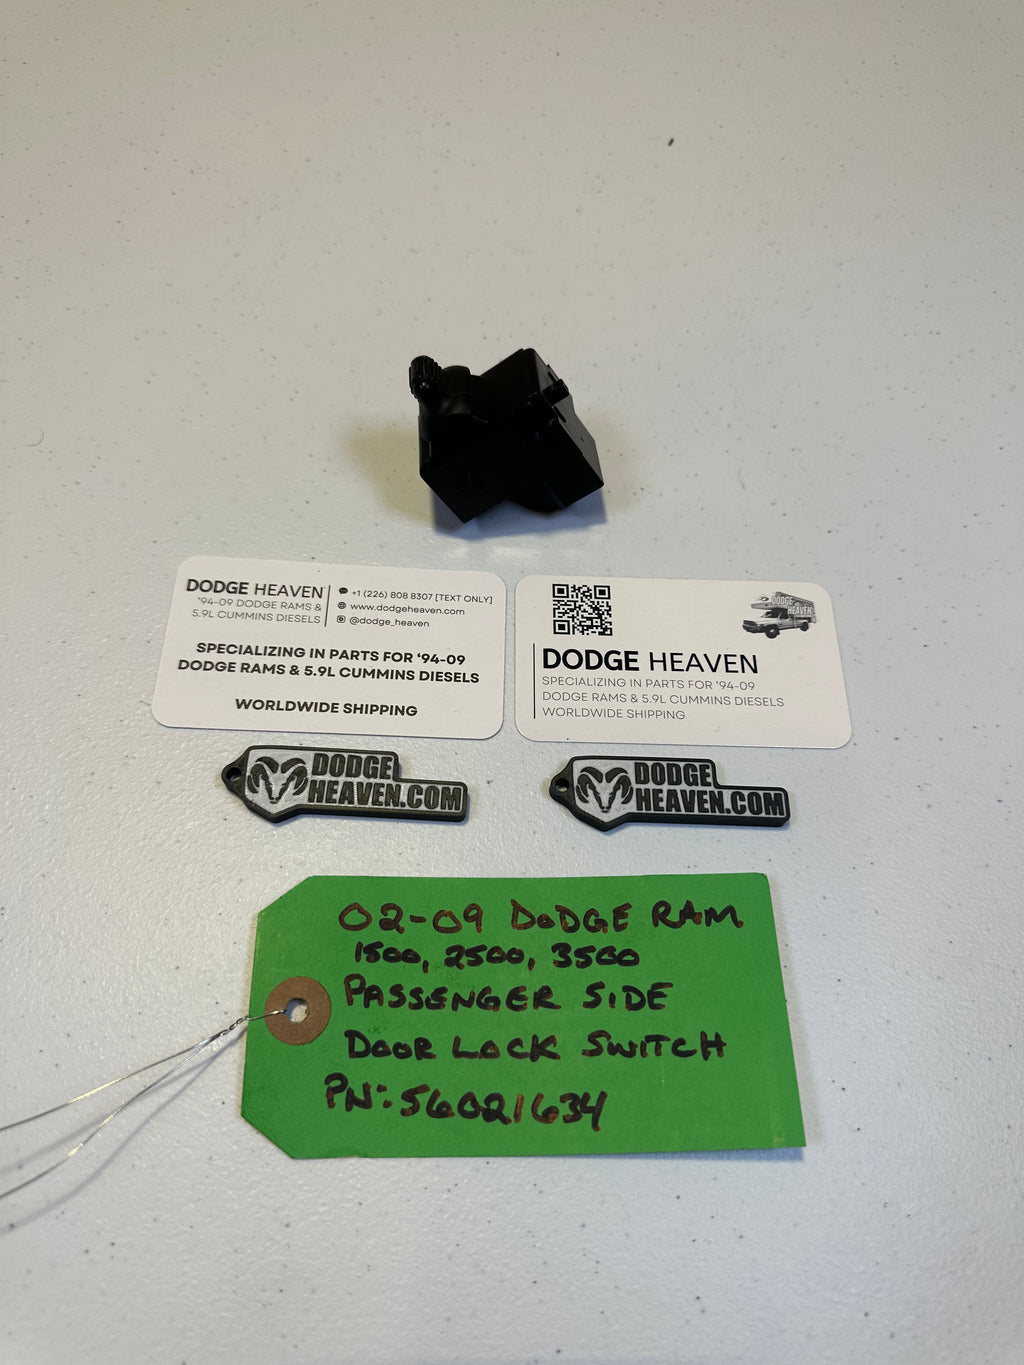 DODGE HEAVEN
'94-09 DODGE RAMS &
5.9L CUMMINS DIESELS
+1 (226) 808 8307 [TEXT ONLY]
www.dodgeheaven.com
@dodge_heaven
SPECIALIZING IN PARTS FOR '94-09
DODGE RAMS & 5.9L CUMMINS DIESELS
WORLDWIDE SHIPPING
DODGE
HEAVEN
DODGE HEAVEN
SPECIALIZING IN PARTS FOR '94-09
DODGE RAMS & 5.9L CUMMINS DIESELS
WORLDWIDE SHIPPING
DODGE
HEAVEN.COM
DODGE
HEAVEN.COM
02-09 DODGE RAM
1500, 2500, 3500
PASSENGER SIDE
DOOR LOCK SWITCH
PN: 56021634